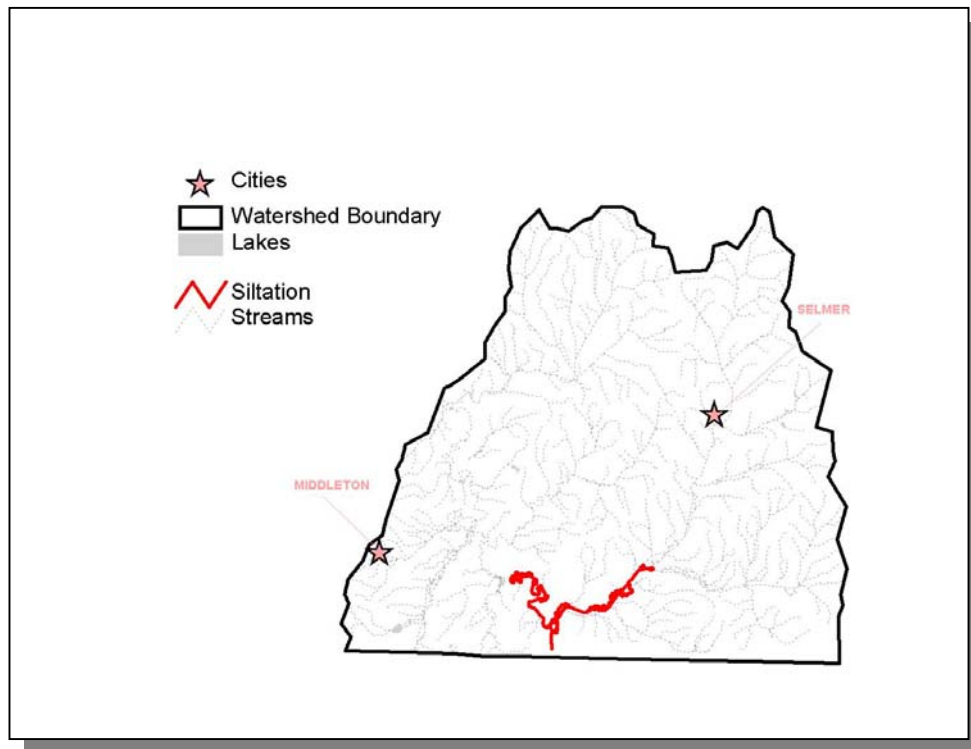 Cities
Watershed Boundary
Lakes
Siltation
Streams
SELMER
MIDDLETON